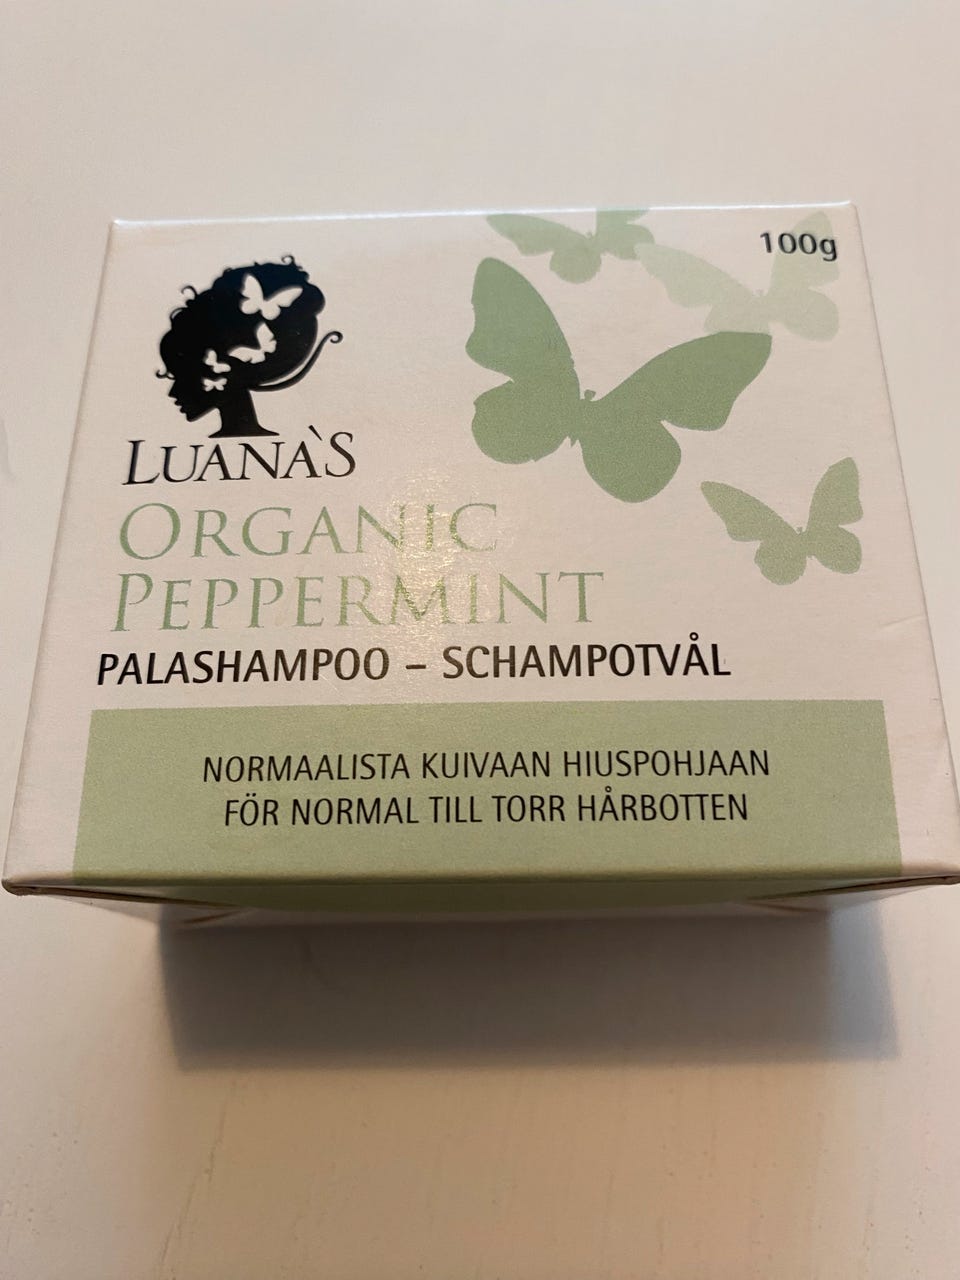 100g
LUANA`S
ORGANIC
PEPPERMINT
PALASHAMPOO – SCHAMPOTVÅL
NORMAALISTA KUIVAAN HIUSPOHJAAN
FÖR NORMAL TILL TORR HÅRBOTTEN